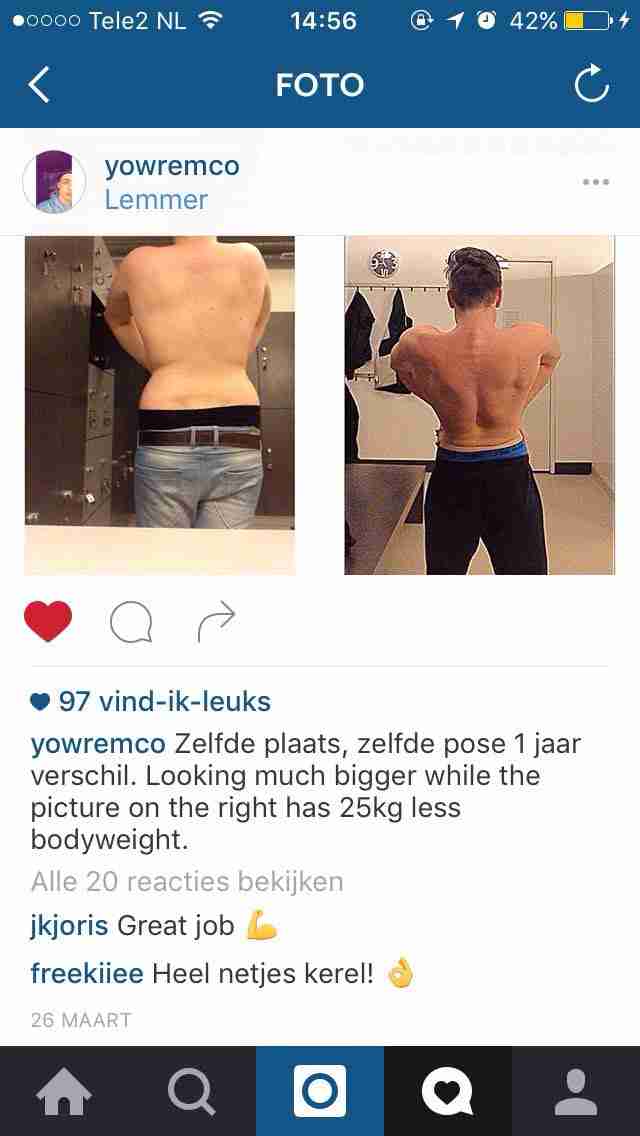 Tele2 NL 14:56 42%
FOTO
yowremco
Lemmer
97 vind-ik-leuks
yowremco Zelfde plaats, zelfde pose 1 jaar
verschil. Looking much bigger while the
picture on the right has 25kg less
bodyweight.
Alle 20 reacties bekijken
jkjoris Great job 💪
freekiiee Heel netjes kerel! 👌
26 MAART